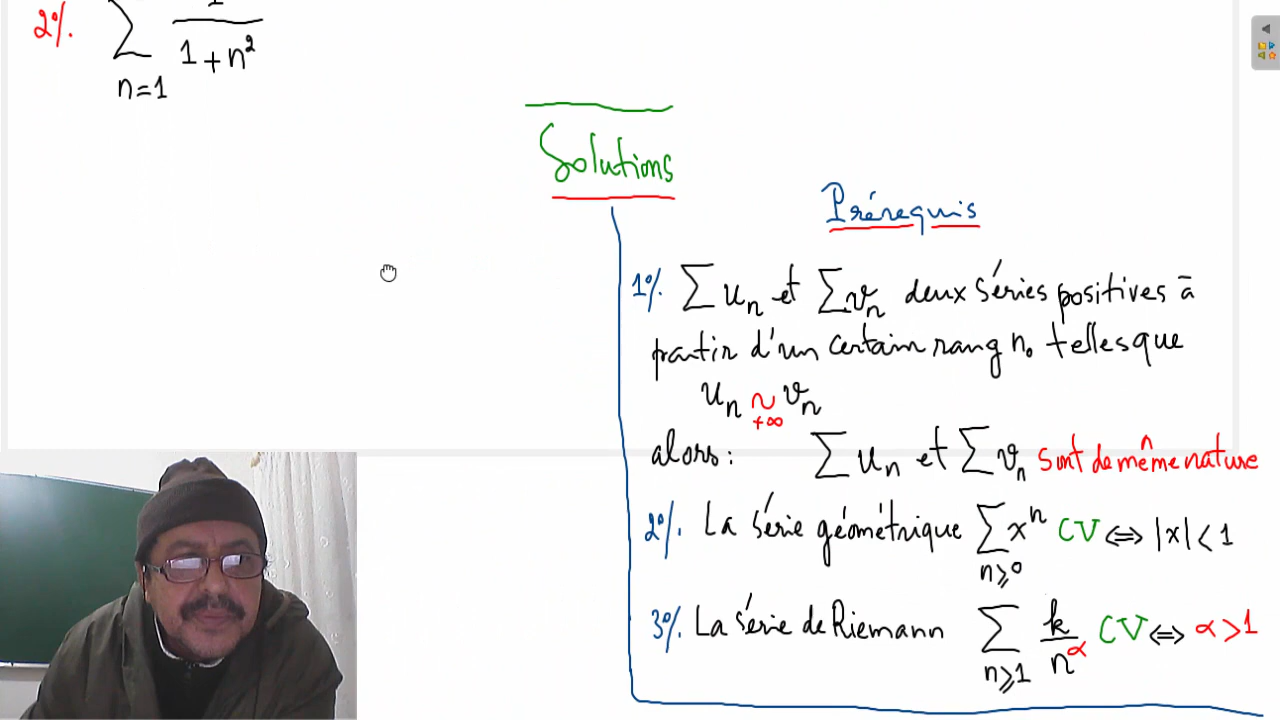 2°/. ∑ 1/(1+n²)
n=1
Solutions
Prérequis
1°/. ∑ uₙ et ∑ vₙ deux séries positives à
partir d'un certain rang n₀ telles que
uₙ ~ vₙ
+∞
alors : ∑ uₙ et ∑ vₙ sont de même nature
2°/. La série géométrique ∑ xⁿ CV ⇔ |x| < 1
n⩾0
3°/. La série de Riemann ∑ k/n^α CV ⇔ α > 1
n⩾1